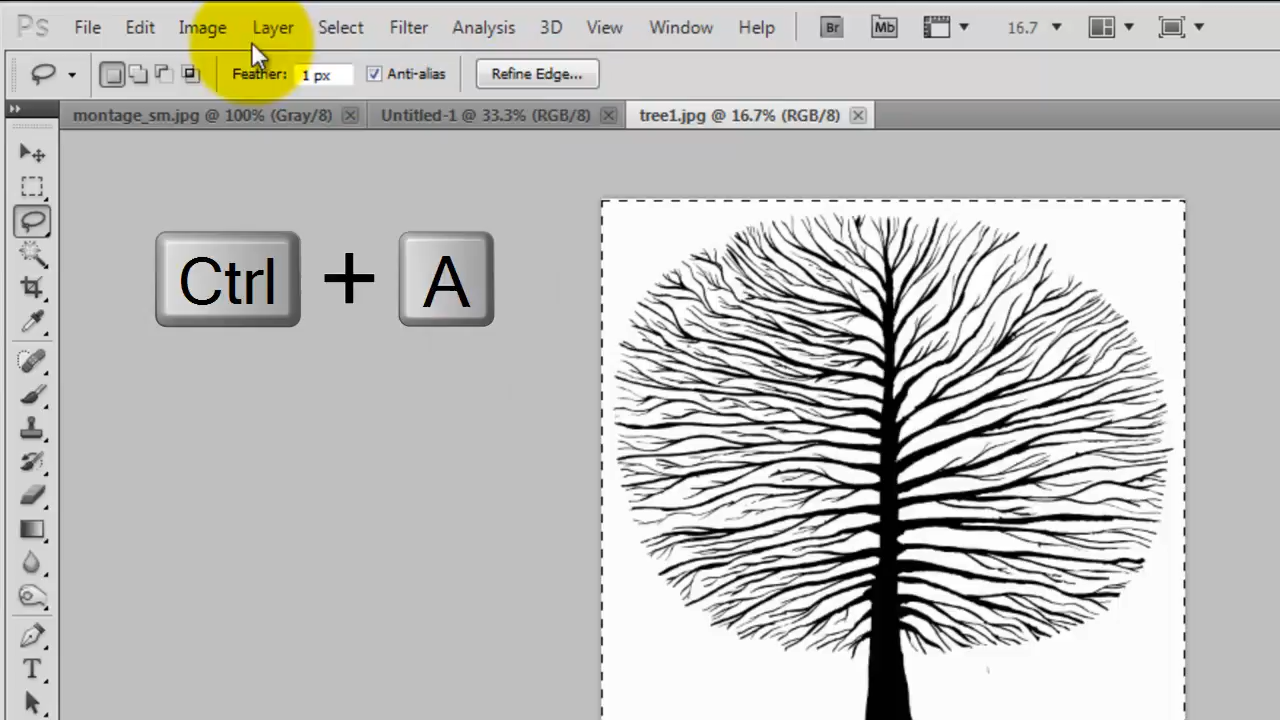 Ps File Edit Image Layer Select Filter Analysis 3D View Window Help Br Mb 16.7
Feather: 1 px Anti-alias Refine Edge...
montage_sm.jpg @ 100% (Gray/8) Untitled-1 @ 33.3% (RGB/8) tree1.jpg @ 16.7% (RGB/8)
Ctrl + A
T